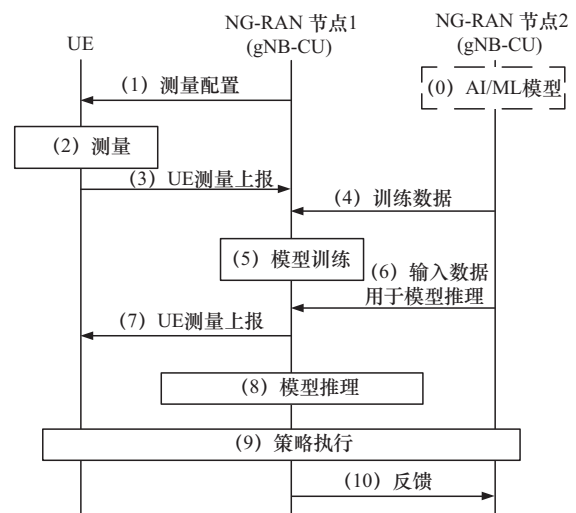 UE
NG-RAN 节点1
(gNB-CU)
NG-RAN 节点2
(gNB-CU)
(0) AI/ML模型
(1) 测量配置
(2) 测量
(3) UE测量上报
(4) 训练数据
(5) 模型训练
(6) 输入数据
用于模型推理
(7) UE测量上报
(8) 模型推理
(9) 策略执行
(10) 反馈